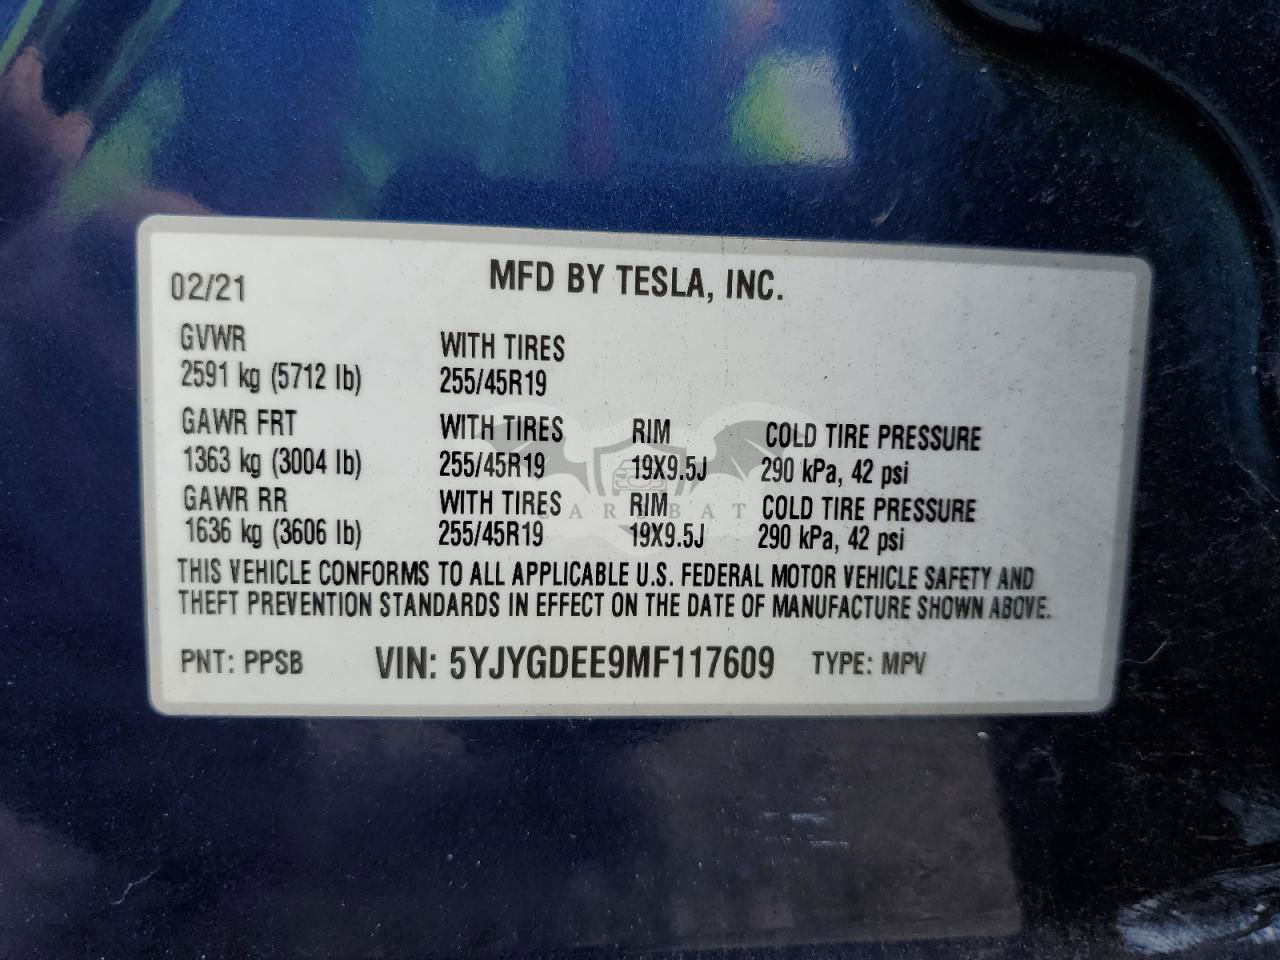 02/21 MFD BY TESLA, INC.
GVWR WITH TIRES
2591 kg (5712 lb) 255/45R19
GAWR FRT WITH TIRES RIM COLD TIRE PRESSURE
1363 kg (3004 lb) 255/45R19 19X9.5J 290 kPa, 42 psi
GAWR RR WITH TIRES RIM COLD TIRE PRESSURE
1636 kg (3606 lb) 255/45R19 19X9.5J 290 kPa, 42 psi
THIS VEHICLE CONFORMS TO ALL APPLICABLE U.S. FEDERAL MOTOR VEHICLE SAFETY AND
THEFT PREVENTION STANDARDS IN EFFECT ON THE DATE OF MANUFACTURE SHOWN ABOVE.
PNT: PPSB VIN: 5YJYGDEE9MF117609 TYPE: MPV